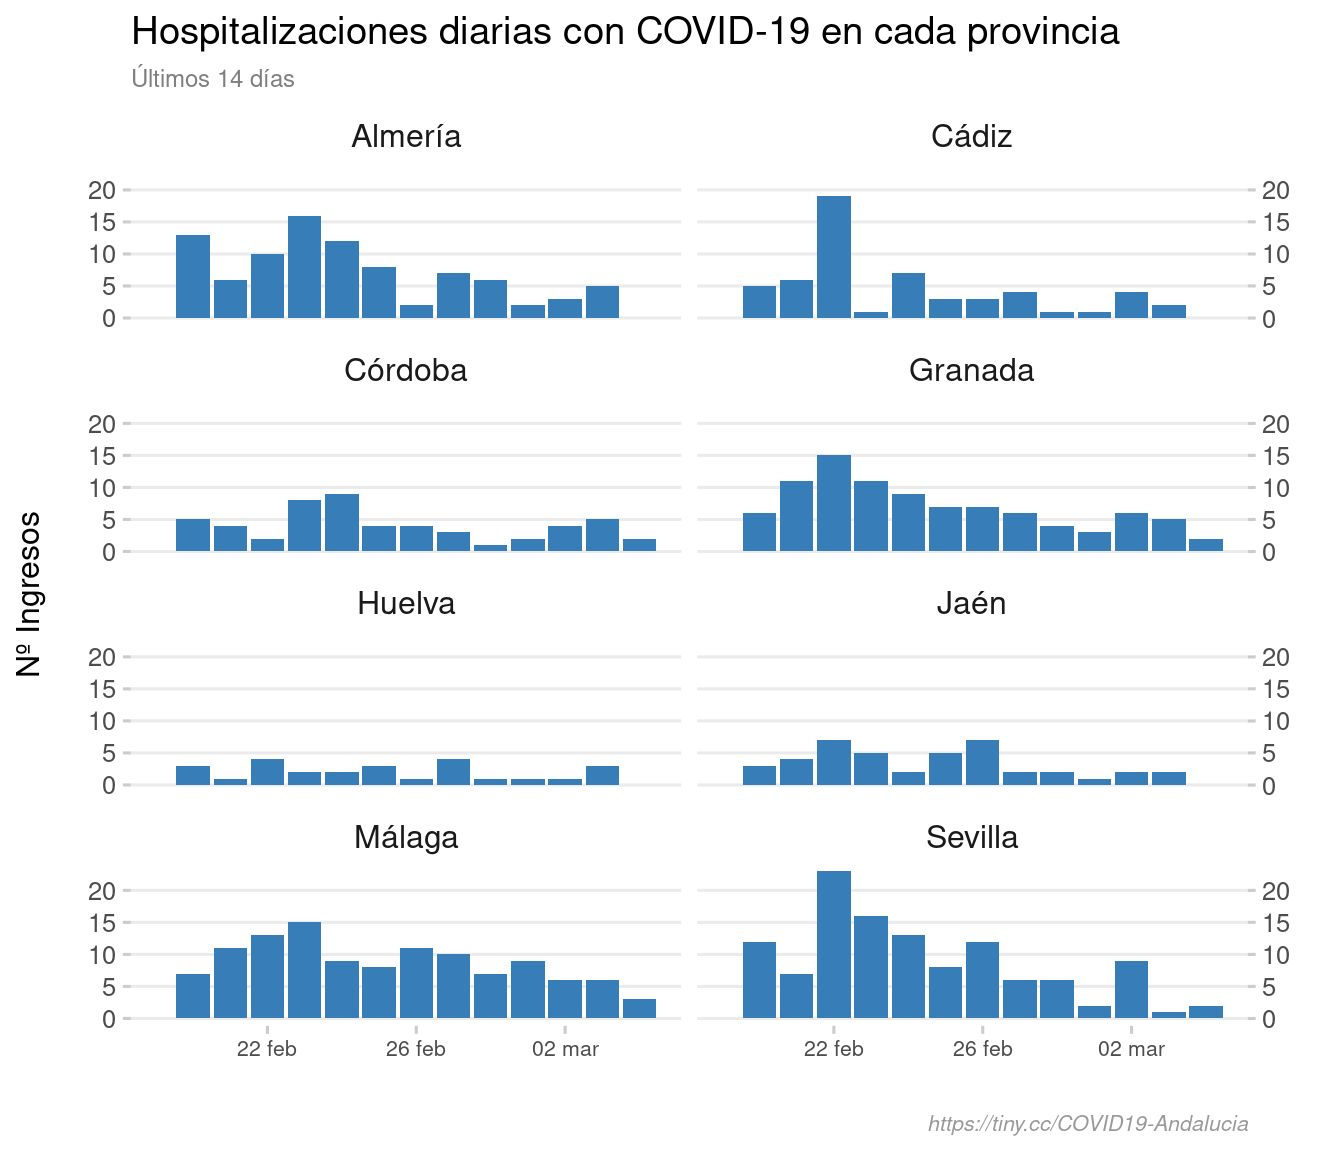 Hospitalizaciones diarias con COVID-19 en cada provincia
Últimos 14 días
Almería
Cádiz
20
15
10
5
0
20
15
10
5
0
Córdoba
Granada
20
15
10
5
0
20
15
10
5
0
Nº Ingresos
Huelva
Jaén
20
15
10
5
0
20
15
10
5
0
Málaga
Sevilla
20
15
10
5
0
20
15
10
5
0
22 feb 26 feb 02 mar
22 feb 26 feb 02 mar
https://tiny.cc/COVID19-Andalucia